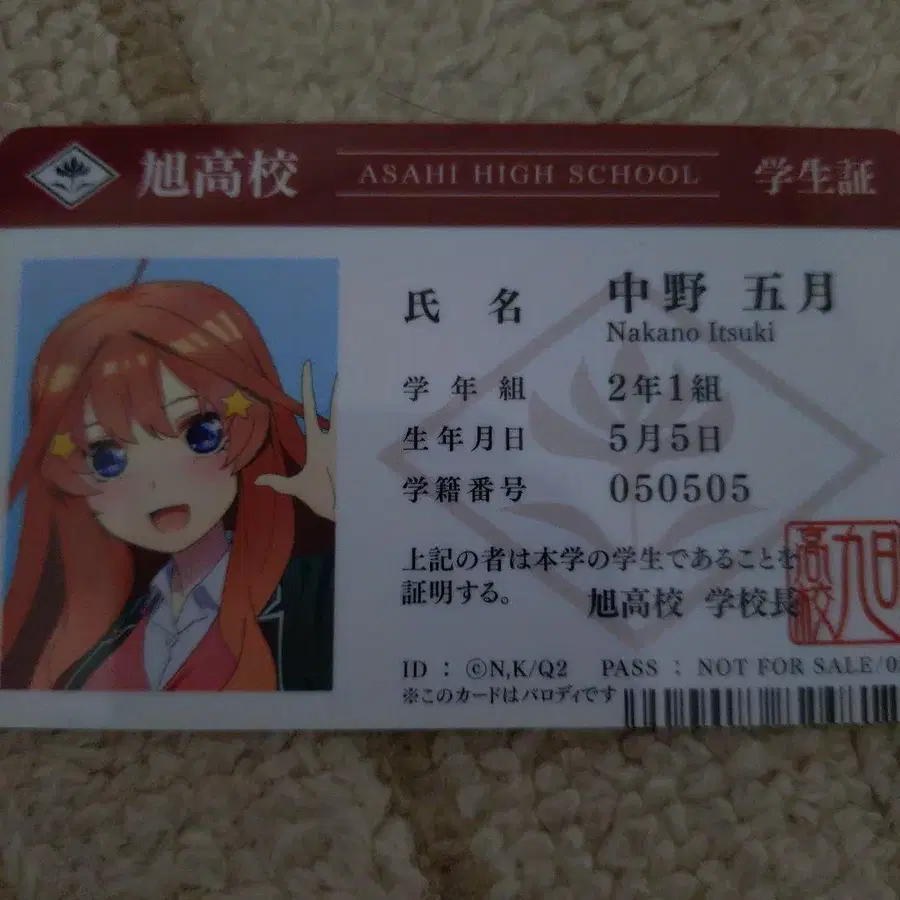 旭高校 ASAHI HIGH SCHOOL 学生証
氏名 中野 五月
Nakano Itsuki
学年組 2年1組
生年月日 5月5日
学籍番号 050505
上記の者は本学の学生であることを
証明する。
旭高校 学校長
旭高校
ID : ©N,K/Q2 PASS : NOT FOR SALE/0
※このカードはパロディです